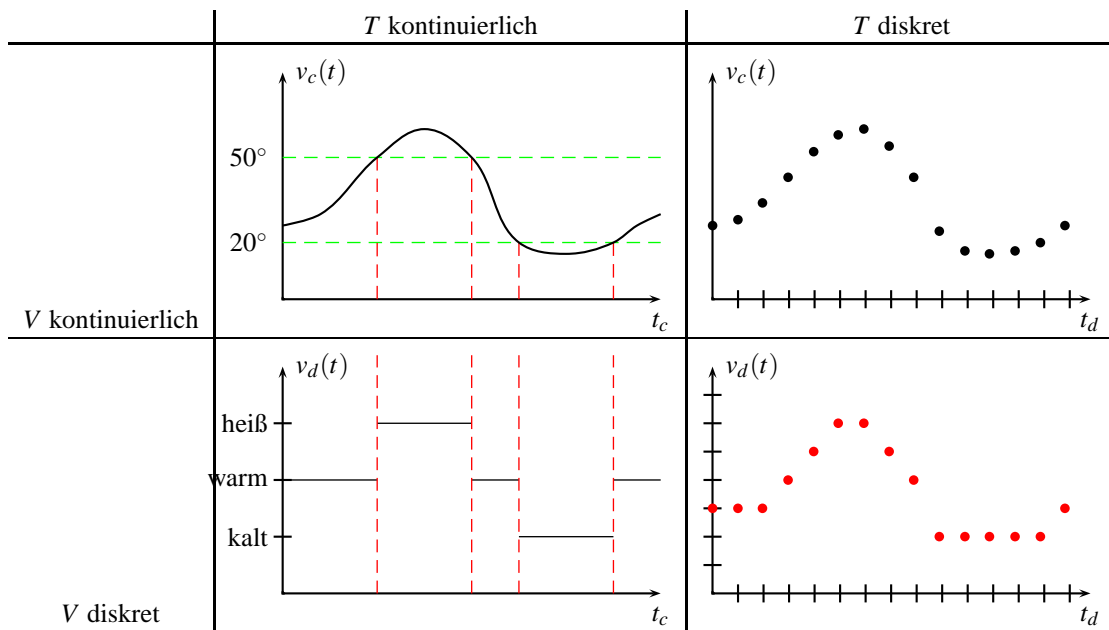 T kontinuierlich
T diskret
v_c(t)
50°
20°
t_c
v_c(t)
t_d
V kontinuierlich
v_d(t)
heiß
warm
kalt
t_c
v_d(t)
t_d
V diskret